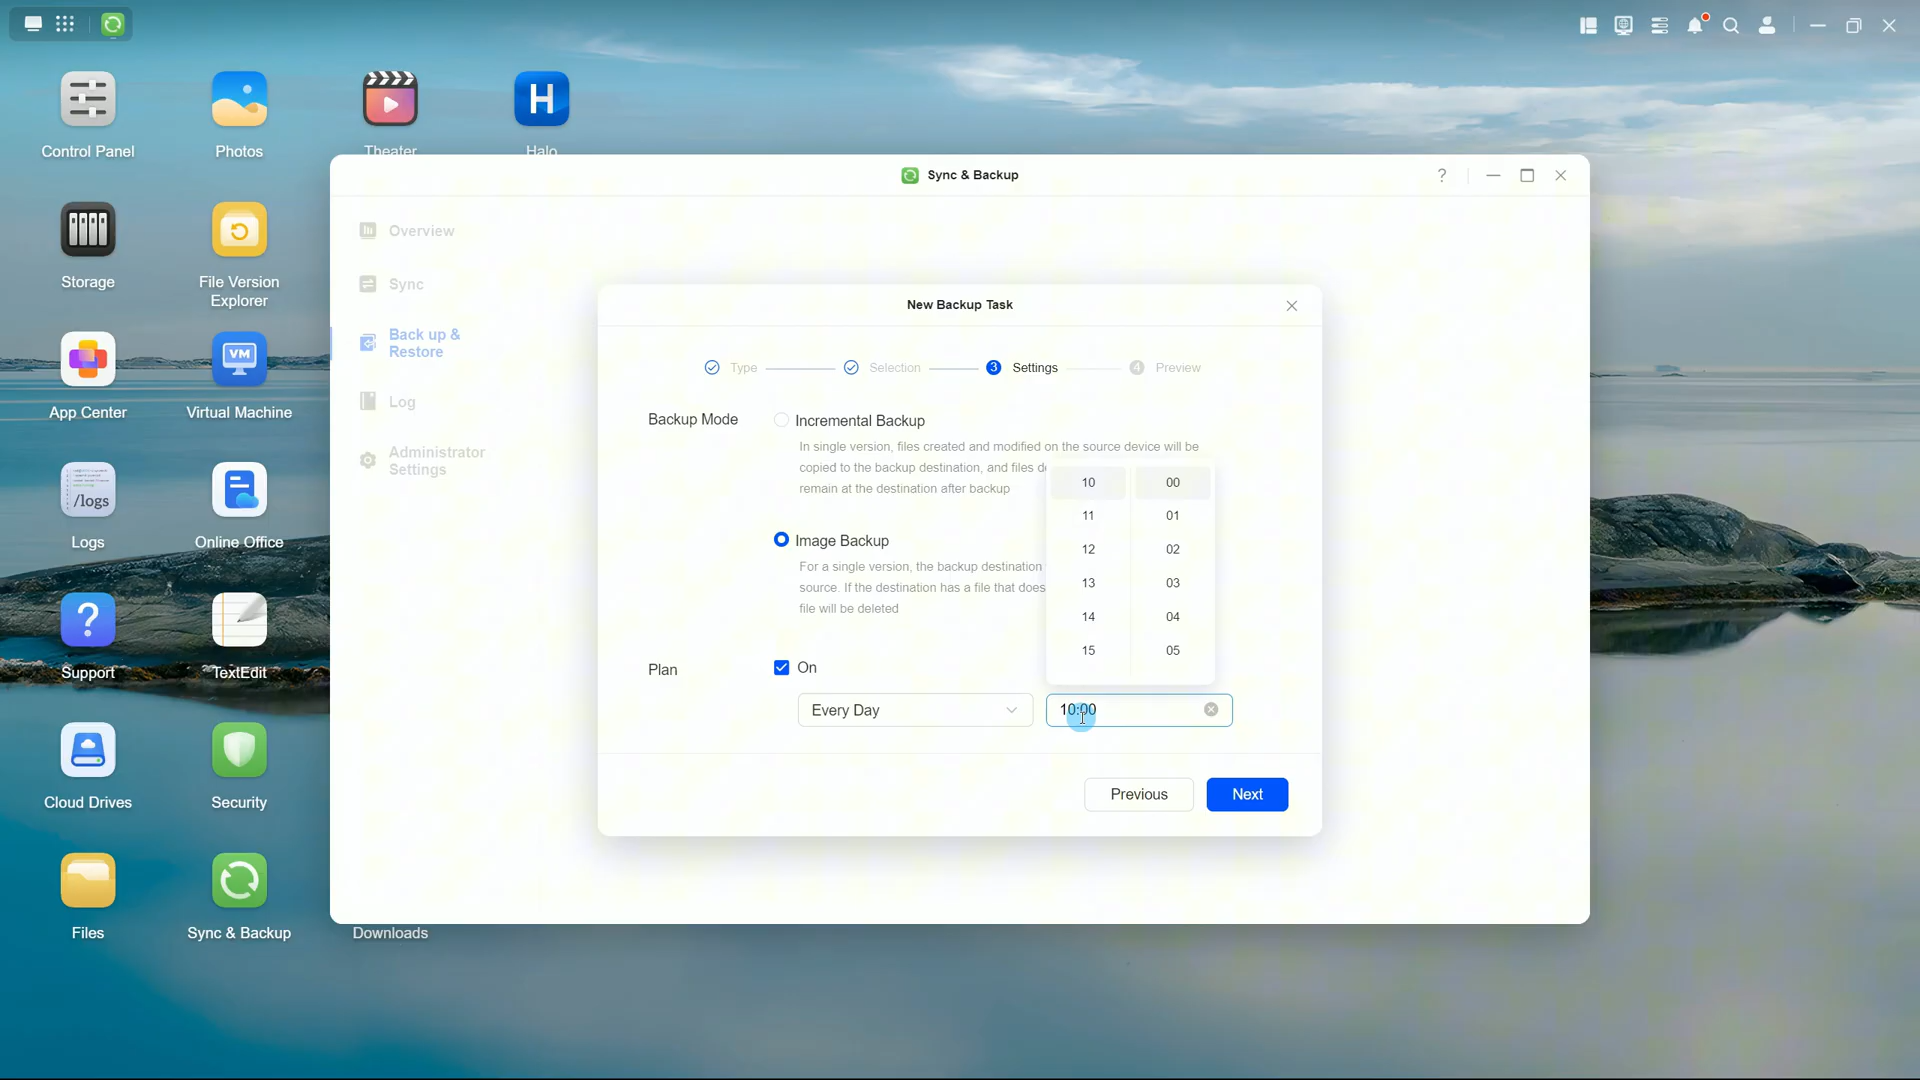 Control Panel
Photos
Theater
Halo
Storage
File Version
Explorer
App Center
VM
Virtual Machine
/logs
Logs
Online Office
Support
TextEdit
Cloud Drives
Security
Files
Sync & Backup
Downloads
Sync & Backup
Overview
Sync
Back up &
Restore
Log
Administrator
Settings
New Backup Task
Type
Selection
3 Settings
4 Preview
Backup Mode
Incremental Backup
In single version, files created and modified on the source device will be
copied to the backup destination, and files
remain at the destination after backup
Image Backup
For a single version, the backup destination
source. If the destination has a file that does
file will be deleted
10 00
11 01
12 02
13 03
14 04
15 05
Plan
On
Every Day
10:00
Previous
Next